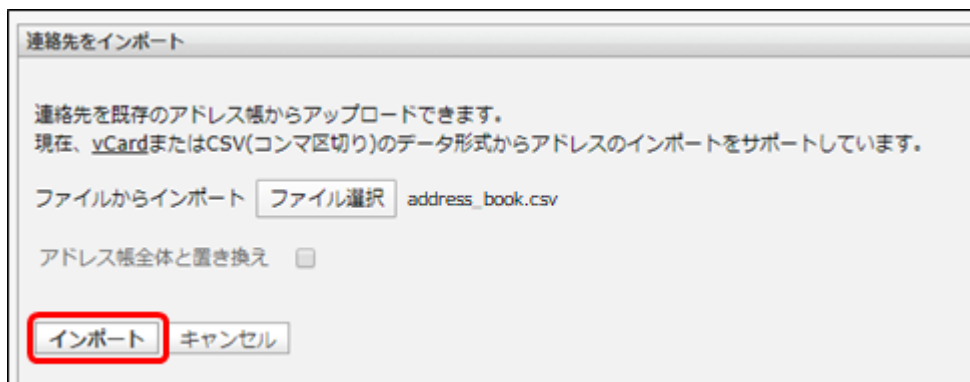 連絡先をインポート
連絡先を既存のアドレス帳からアップロードできます。
現在、vCardまたはCSV(コンマ区切り)のデータ形式からアドレスのインポートをサポートしています。
ファイルからインポート ファイル選択 address_book.csv
アドレス帳全体と置き換え
インポート キャンセル